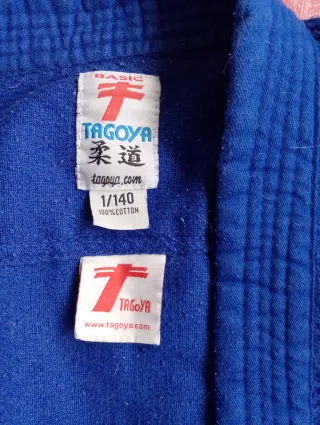 BASIC
TAGOYA
柔道
tagoya.com
1/140
100% COTTON
TAGOYA
www.tagoya.com